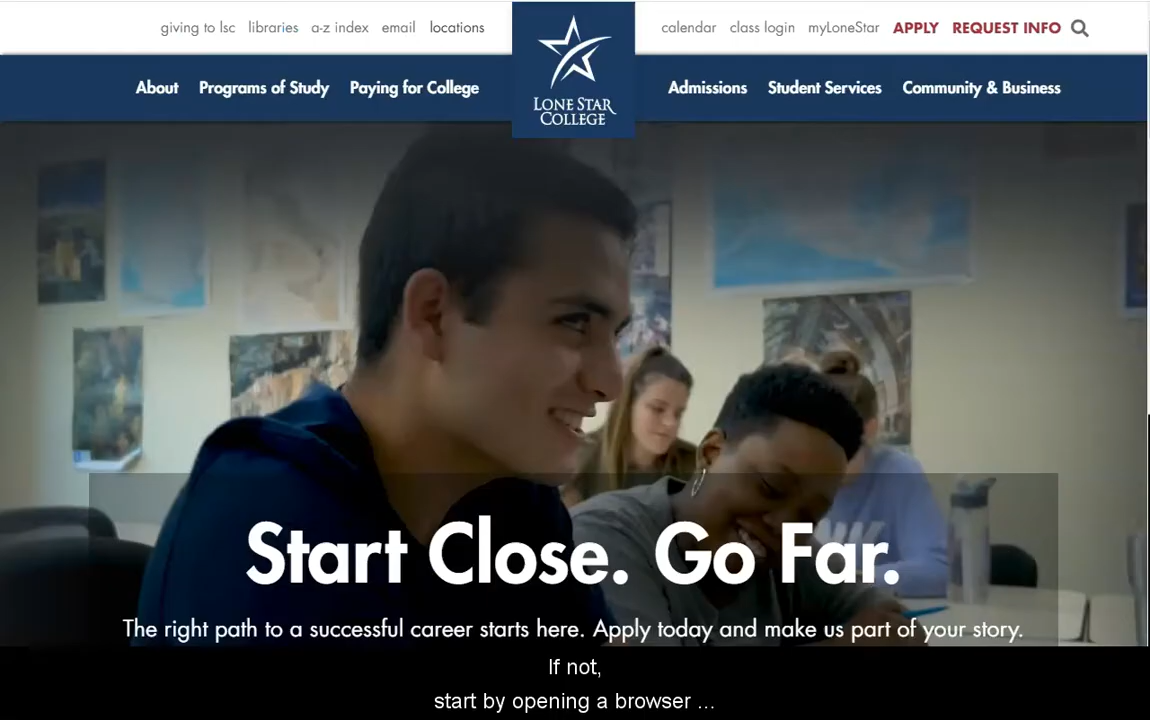 giving to lsc libraries a-z index email locations
calendar class login myLoneStar APPLY REQUEST INFO
About Programs of Study Paying for College
LONE STAR
COLLEGE
Admissions Student Services Community & Business
Start Close. Go Far.
The right path to a successful career starts here. Apply today and make us part of your story.
If not,
start by opening a browser ...